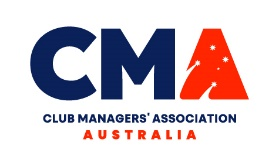 CMA
CLUB MANAGERS' ASSOCIATION
AUSTRALIA